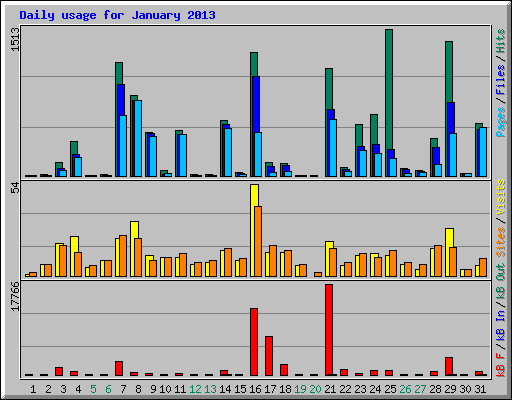 Daily usage for January 2013
1513
Pages / Files / Hits
54
Sites / Visits
17766
kB F / kB In / kB Out
1 2 3 4 5 6 7 8 9 10 11 12 13 14 15 16 17 18 19 20 21 22 23 24 25 26 27 28 29 30 31